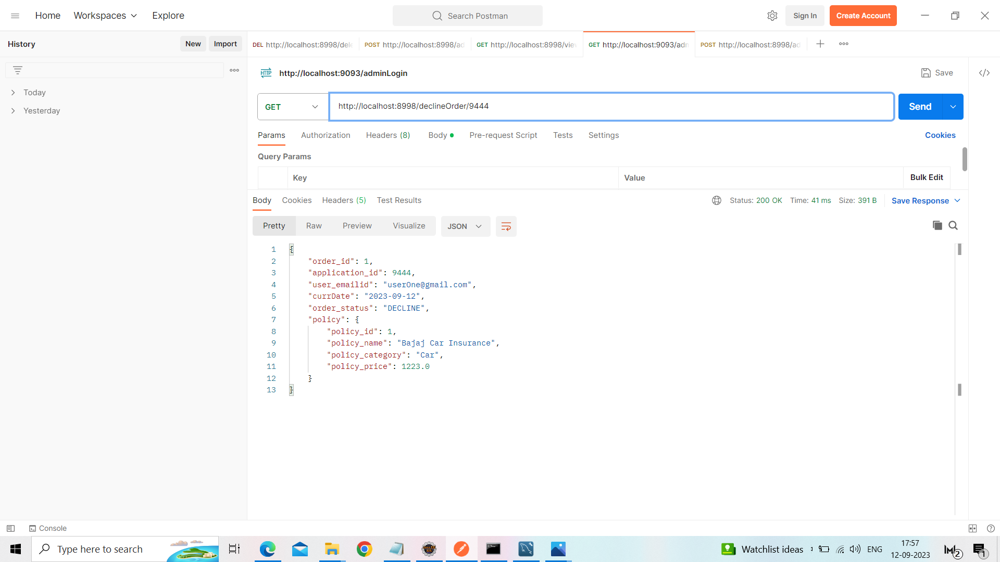 Home Workspaces Explore Search Postman Sign In Create Account
History New Import
DEL http://localhost:8998/dele POST http://localhost:8998/ad GET http://localhost:8998/vie GET http://localhost:9093/adm POST http://localhost:8998/ad
HTTP http://localhost:9093/adminLogin Save </>
Today
Yesterday
GET http://localhost:8998/declineOrder/9444 Send
Params Authorization Headers (8) Body Pre-request Script Tests Settings Cookies
Query Params
Key Value Bulk Edit
Body Cookies Headers (5) Test Results Status: 200 OK Time: 41 ms Size: 391 B Save Response
Pretty Raw Preview Visualize JSON
1 {
2 "order_id": 1,
3 "application_id": 9444,
4 "user_emailid": "userOne@gmail.com",
5 "currDate": "2023-09-12",
6 "order_status": "DECLINE",
7 "policy": {
8 "policy_id": 1,
9 "policy_name": "Bajaj Car Insurance",
10 "policy_category": "Car",
11 "policy_price": 1223.0
12 }
13 }
Console
Type here to search Watchlist ideas ENG 17:57
12-09-2023 2 1